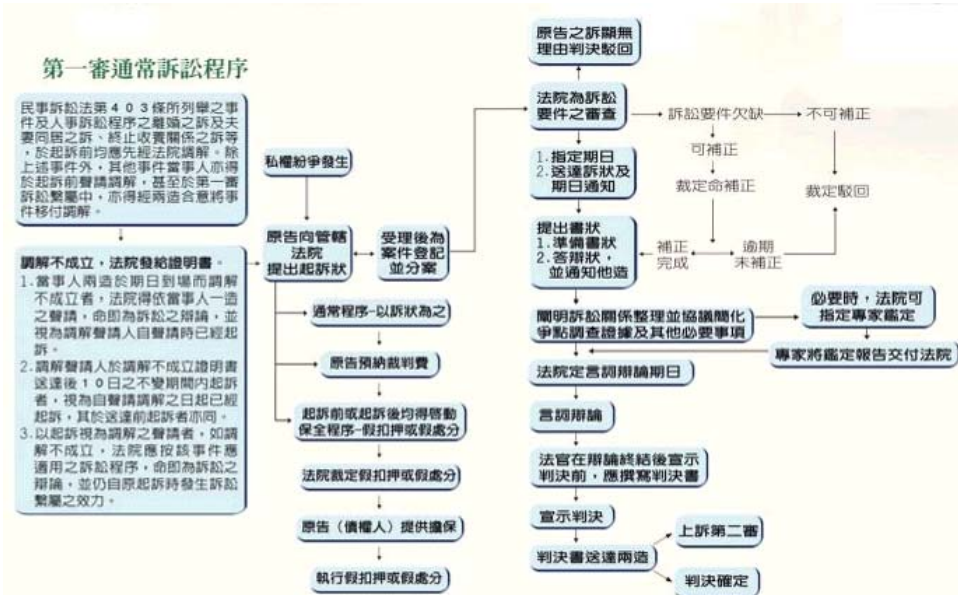 第一審通常訴訟程序
民事訴訟法第403條所列舉之事
件及人事訴訟程序之離婚之訴及夫
妻同居之訴、終止收養關係之訴等
，於起訴前均應先經法院調解。除
上述事件外，其他事件當事人亦得
於起訴前聲請調解，甚至於第一審
訴訟繫屬中，亦得經兩造合意將事
件移付調解。
調解不成立，法院發給證明書。
1.當事人兩造於期日到場而調解
不成立者，法院得依當事人一造
之聲請，命即為訴訟之辯論，並
視為調解聲請人自聲請時已經起
訴。
2.調解聲請人於調解不成立證明書
送達後10日之不變期間內起訴
者，視為自聲請調解之日起已經
起訴，其於送達前起訴者亦同。
3.以起訴視為調解之聲請者，如調
解不成立，法院應按該事件應
適用之訴訟程序，命即為訴訟之
辯論，並仍自原起訴時發生訴訟
繫屬之效力。
私權紛爭發生
原告向管轄
法院
提出起訴狀
受理後為
案件登記
並分案
通常程序-以訴狀為之
原告預納裁判費
起訴前或起訴後均得啓動
保全程序-假扣押或假處分
法院裁定假扣押或假處分
原告（債權人）提供擔保
執行假扣押或假處分
原告之訴顯無
理由判決駁回
法院為訴訟
要件之審查
訴訟要件欠缺
不可補正
可補正
裁定命補正
裁定駁回
補正
完成
逾期
未補正
1.指定期日
2.送達訴狀及
期日通知
提出書狀
1.準備書狀
2.答辯狀，
並通知他造
闡明訴訟關係整理並協議簡化
爭點調查證據及其他必要事項
必要時，法院可
指定專家鑑定
專家將鑑定報告交付法院
法院定言詞辯論期日
言詞辯論
法官在辯論終結後宣示
判決前，應撰寫判決書
宣示判決
判決書送達兩造
上訴第二審
判決確定